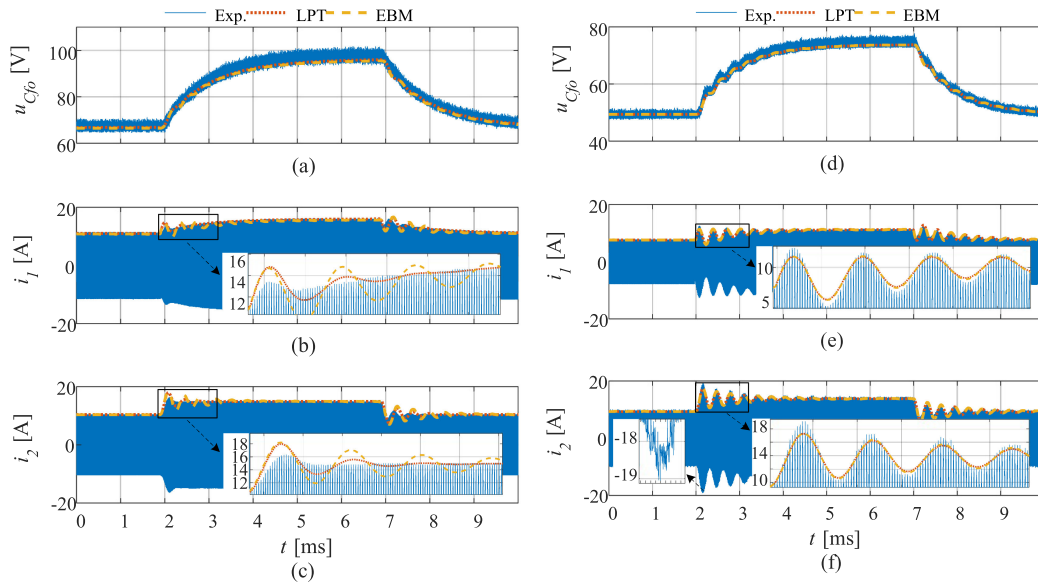 Exp. LPT EBM
u_Cfo [V]
100
80
60
(a)
i_1 [A]
20
0
-20
16
14
12
(b)
i_2 [A]
20
0
-20
18
16
14
12
0 1 2 3 4 5 6 7 8 9
t [ms]
(c)
Exp. LPT EBM
u_Cfo [V]
80
60
40
(d)
i_1 [A]
20
0
-20
10
5
(e)
i_2 [A]
20
0
-20
-18
-19
18
14
10
0 1 2 3 4 5 6 7 8 9
t [ms]
(f)